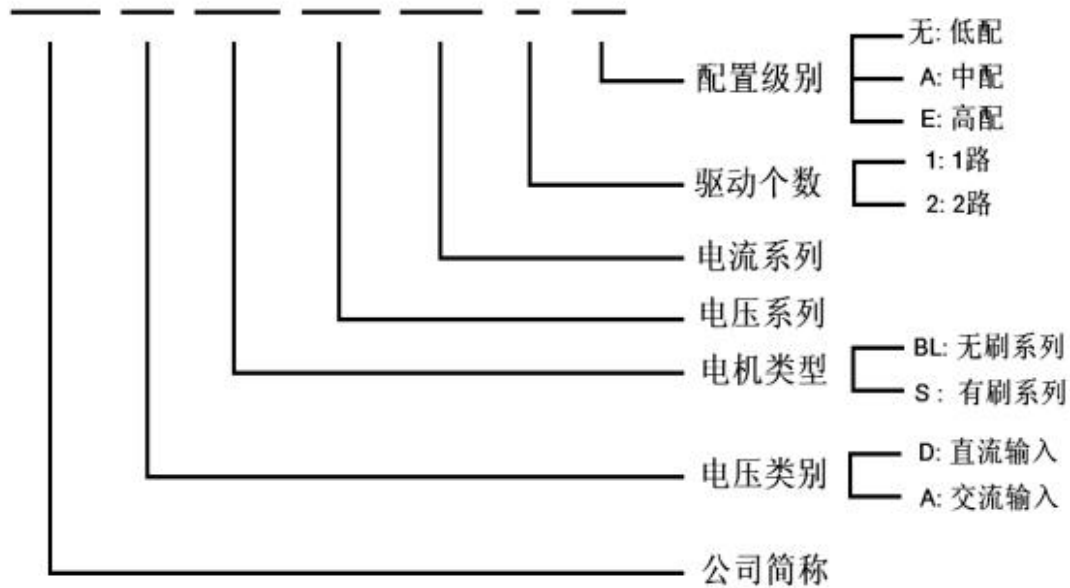 无: 低配
配置级别
A: 中配
E: 高配
1: 1路
驱动个数
2: 2路
电流系列
电压系列
BL: 无刷系列
电机类型
S : 有刷系列
D: 直流输入
电压类别
A: 交流输入
公司简称